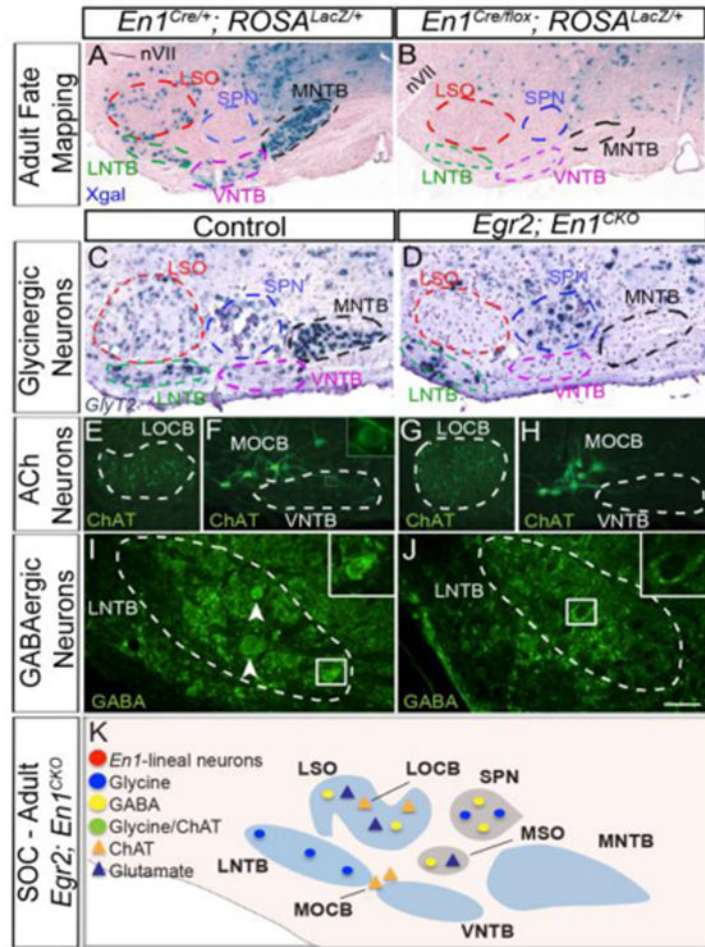 En1Cre/+; ROSALacZ/+
En1Cre/flox; ROSALacZ/+
Adult Fate Mapping
A
nVII
LSO
SPN
MNTB
LNTB
VNTB
Xgal
B
nVII
LSO
SPN
MNTB
LNTB
VNTB
Control
Egr2; En1CKO
Glycinergic Neurons
C
LSO
SPN
MNTB
VNTB
LNTB
GlyT2
D
LSO
SPN
MNTB
VNTB
LNTB
ACh Neurons
E
LOCB
ChAT
F
MOCB
ChAT
VNTB
G
LOCB
ChAT
H
MOCB
ChAT
VNTB
GABAergic Neurons
I
LNTB
GABA
J
LNTB
GABA
SOC - Adult
Egr2; En1CKO
K
En1-lineal neurons
Glycine
GABA
Glycine/ChAT
ChAT
Glutamate
LSO
LOCB
SPN
MSO
MNTB
LNTB
MOCB
VNTB